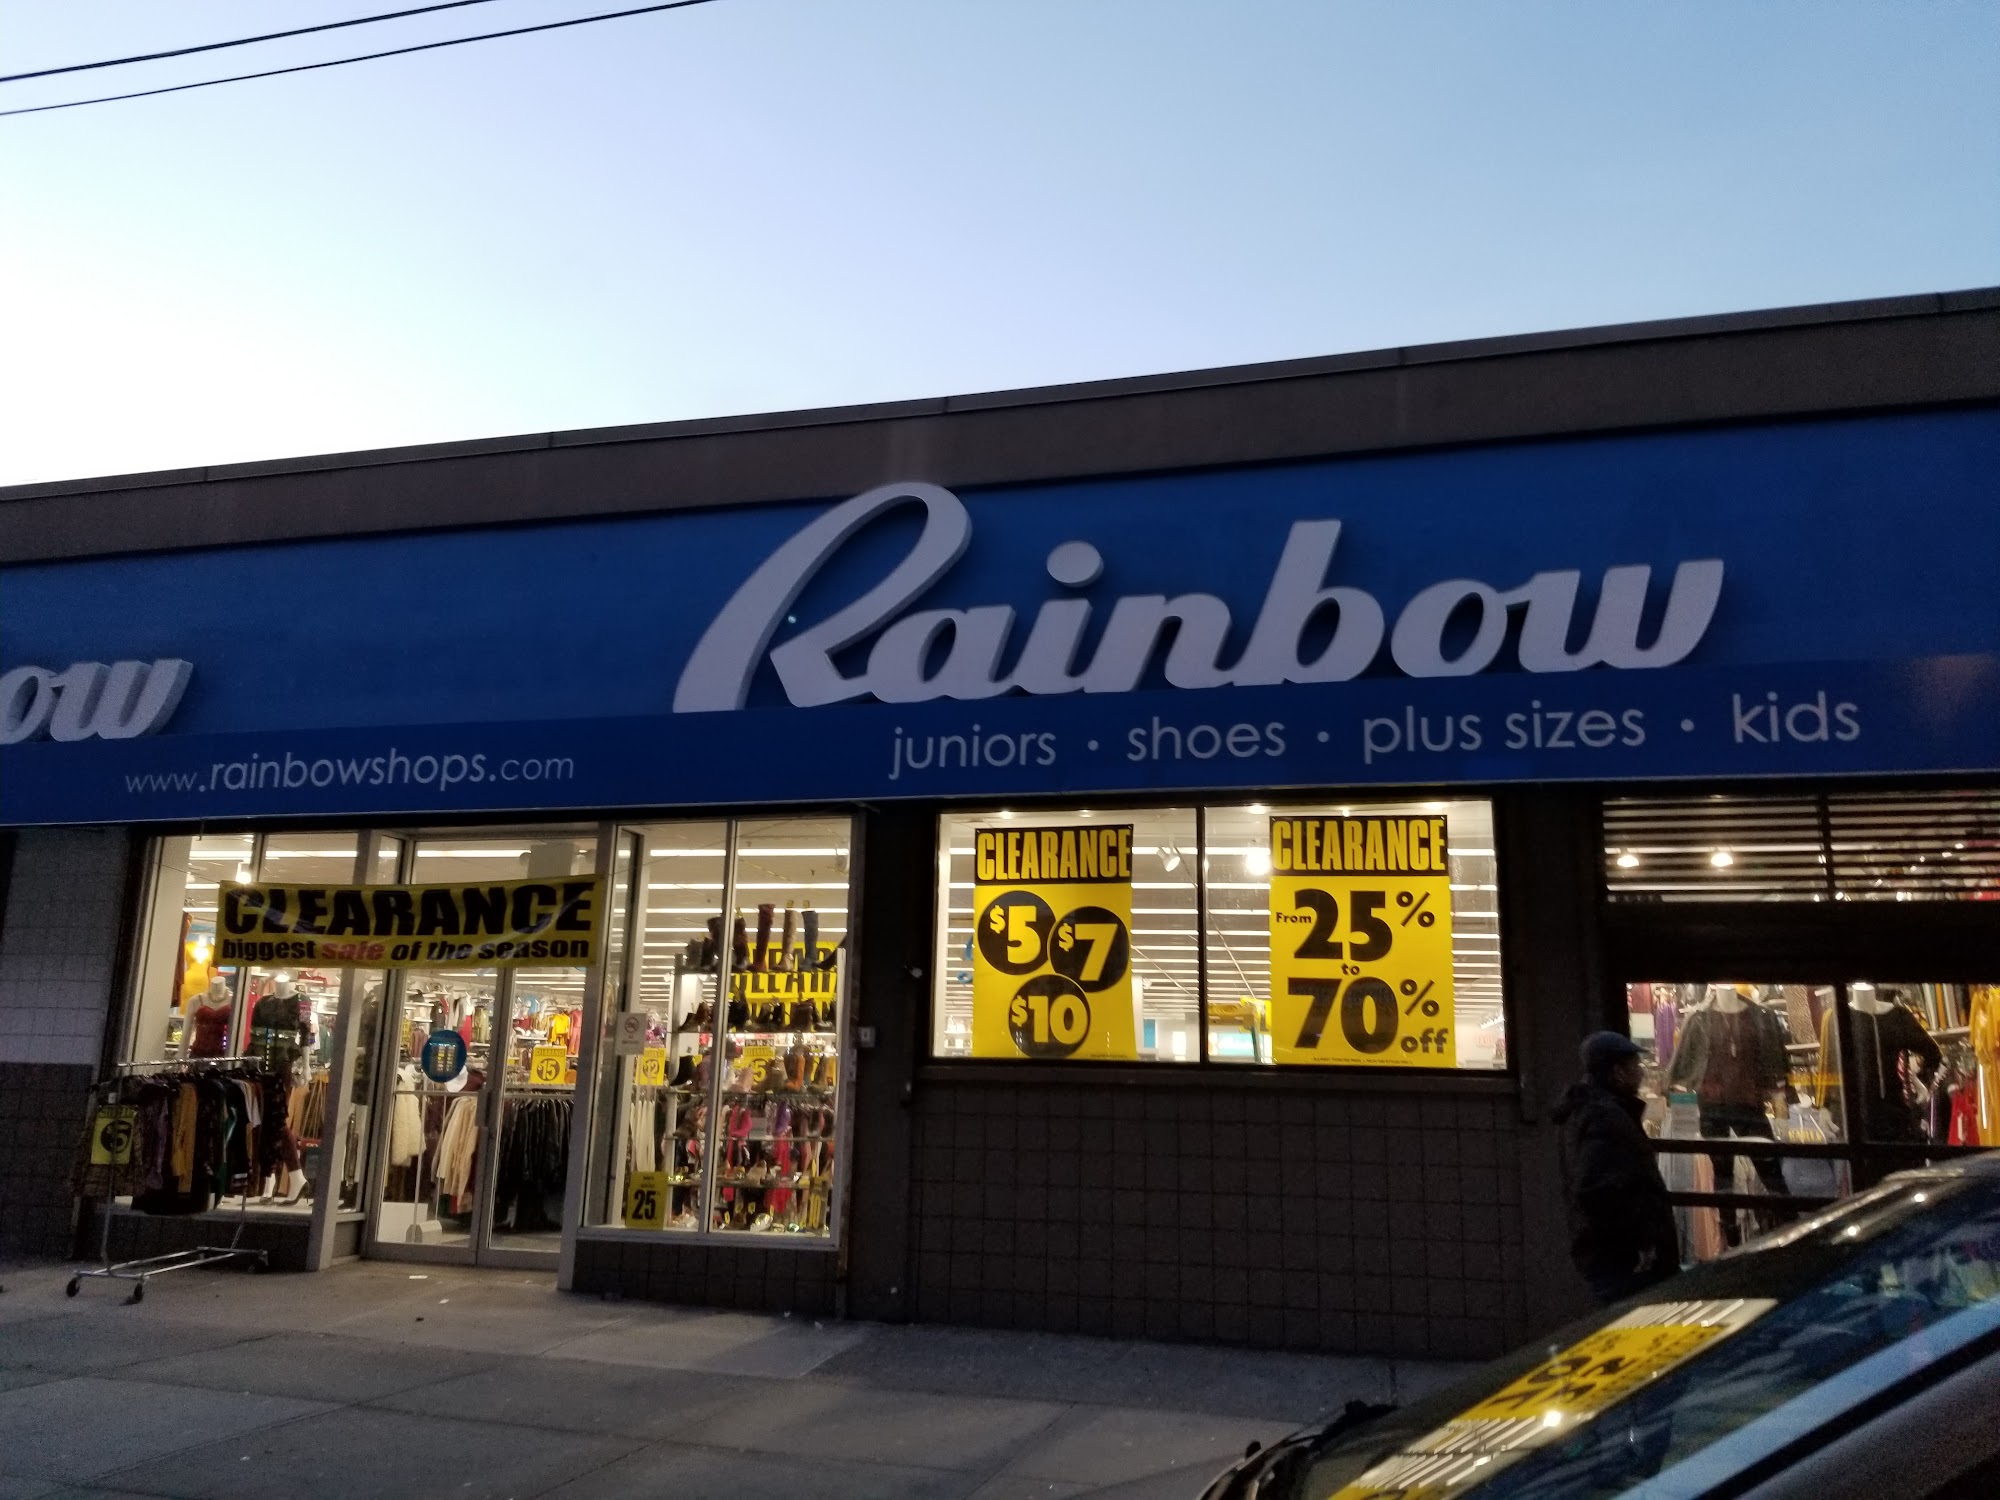 Rainbow
ow
www.rainbowshops.com
juniors • shoes • plus sizes • kids
CLEARANCE
biggest sale of the season
CLEARANCE
$5
$7
$10
CLEARANCE
From 25%
to
70% off
$15
$12
$5
25